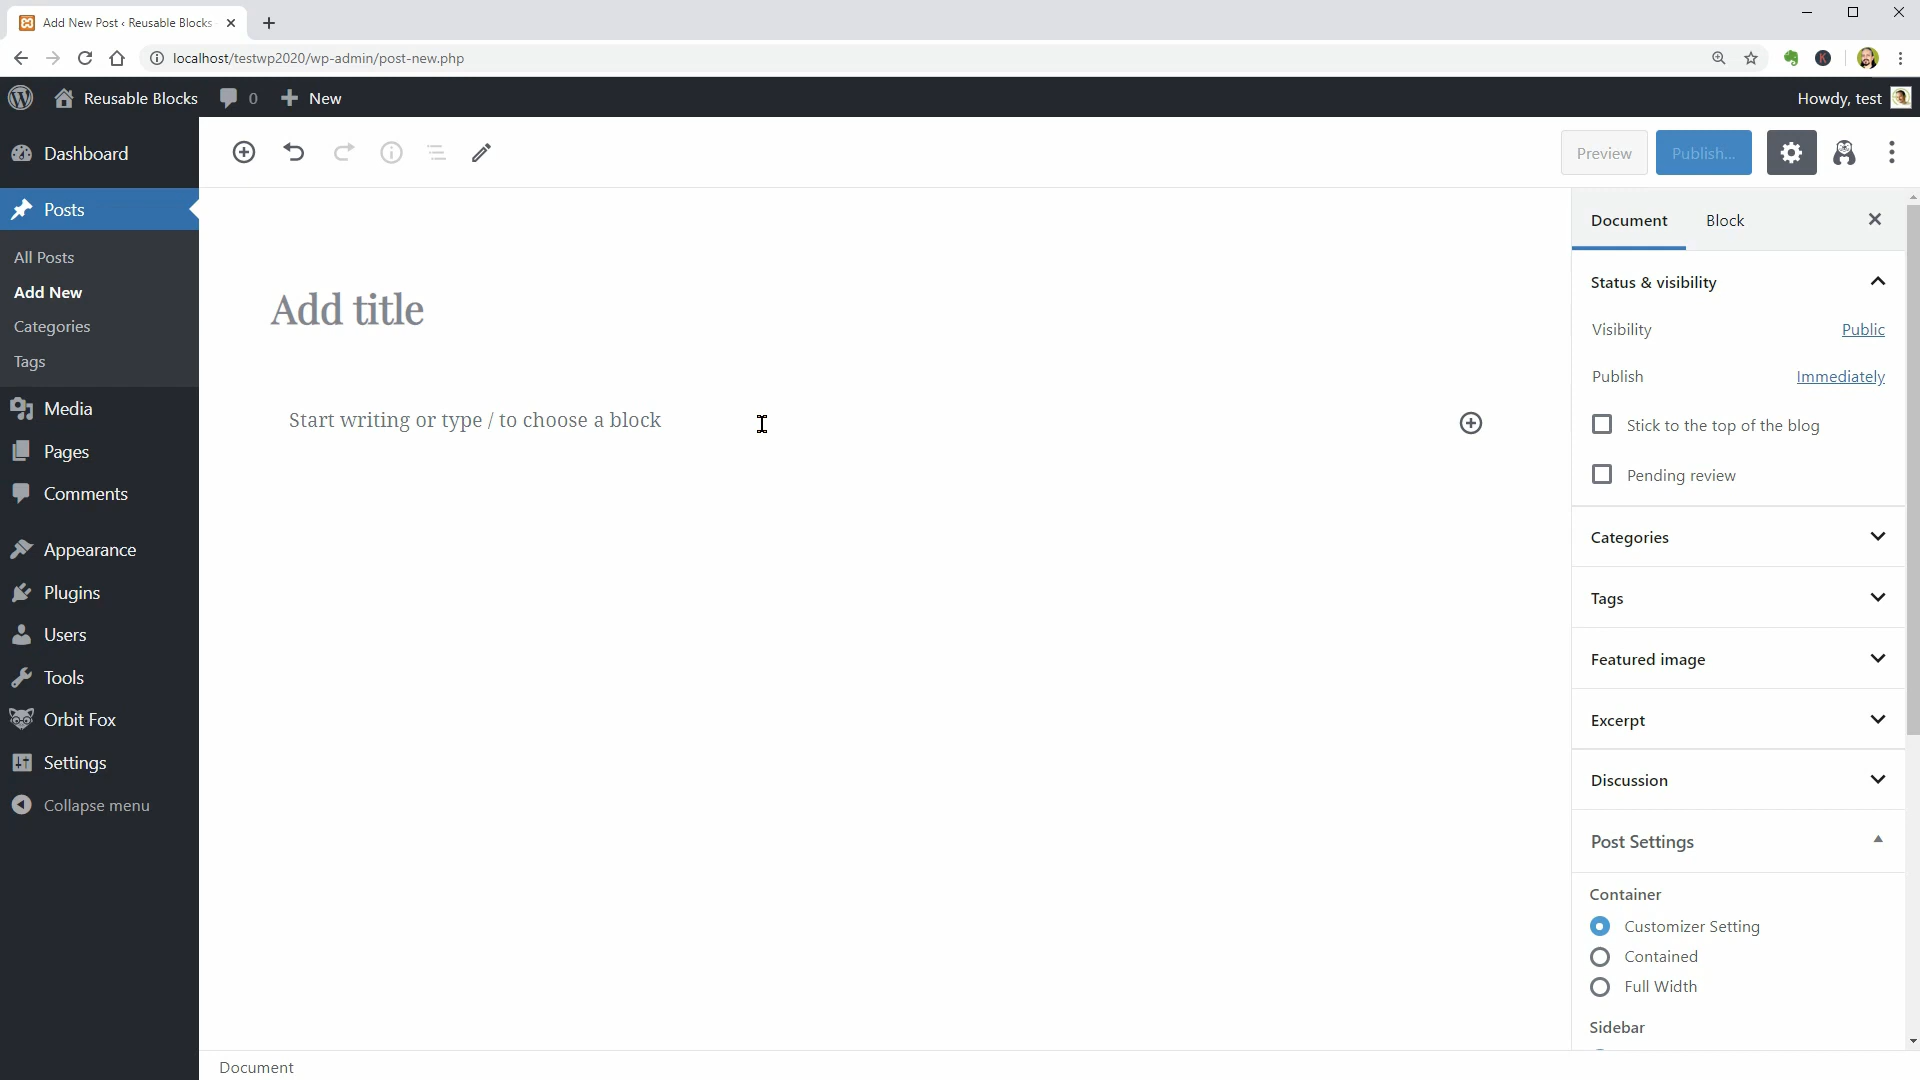 Add New Post ‹ Reusable Blocks
localhost/testwp2020/wp-admin/post-new.php
Reusable Blocks
0
New
Howdy, test
Dashboard
Posts
All Posts
Add New
Categories
Tags
Media
Pages
Comments
Appearance
Plugins
Users
Tools
Orbit Fox
Settings
Collapse menu
Preview
Publish...
Add title
Start writing or type / to choose a block
Document
Block
Status & visibility
Visibility
Public
Publish
Immediately
Stick to the top of the blog
Pending review
Categories
Tags
Featured image
Excerpt
Discussion
Post Settings
Container
Customizer Setting
Contained
Full Width
Sidebar
Document